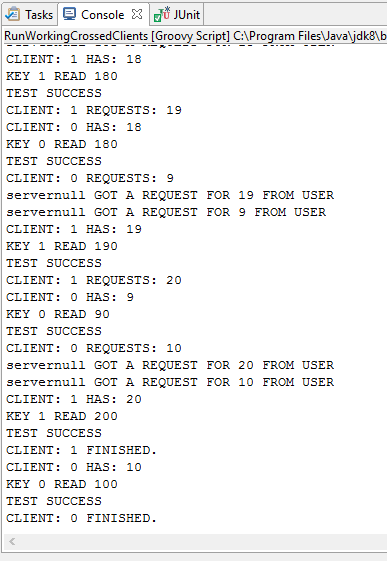 Tasks Console JUnit
RunWorkingCrossedClients [Groovy Script] C:\Program Files\Java\jdk8\b
CLIENT: 1 HAS: 18
KEY 1 READ 180
TEST SUCCESS
CLIENT: 1 REQUESTS: 19
CLIENT: 0 HAS: 18
KEY 0 READ 180
TEST SUCCESS
CLIENT: 0 REQUESTS: 9
servernull GOT A REQUEST FOR 19 FROM USER
servernull GOT A REQUEST FOR 9 FROM USER
CLIENT: 1 HAS: 19
KEY 1 READ 190
TEST SUCCESS
CLIENT: 1 REQUESTS: 20
CLIENT: 0 HAS: 9
KEY 0 READ 90
TEST SUCCESS
CLIENT: 0 REQUESTS: 10
servernull GOT A REQUEST FOR 20 FROM USER
servernull GOT A REQUEST FOR 10 FROM USER
CLIENT: 1 HAS: 20
KEY 1 READ 200
TEST SUCCESS
CLIENT: 1 FINISHED.
CLIENT: 0 HAS: 10
KEY 0 READ 100
TEST SUCCESS
CLIENT: 0 FINISHED.